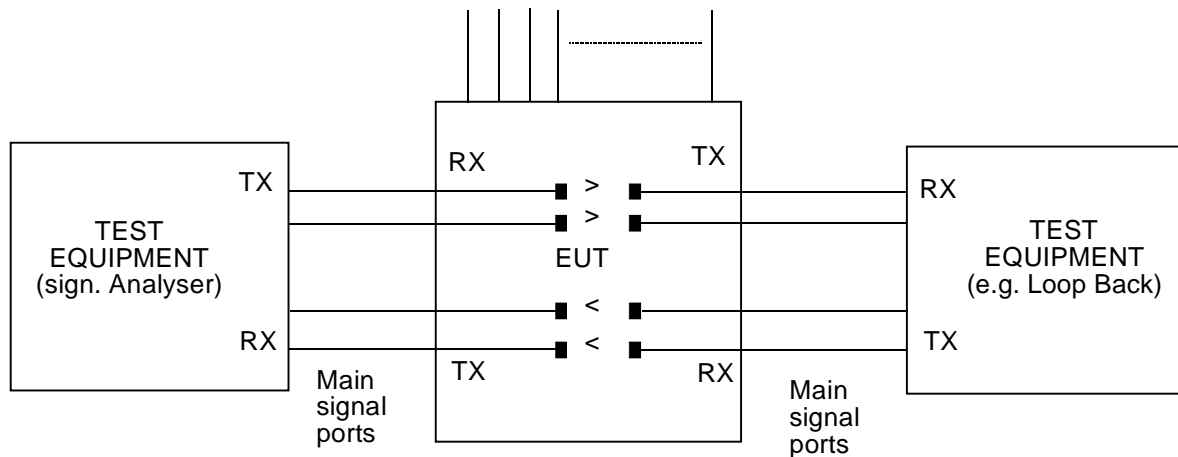 RX
TX
TX
RX
>
>
TEST
EQUIPMENT
(sign. Analyser)
EUT
TEST
EQUIPMENT
(e.g. Loop Back)
<
<
RX
TX
TX
RX
Main
signal
ports
Main
signal
ports